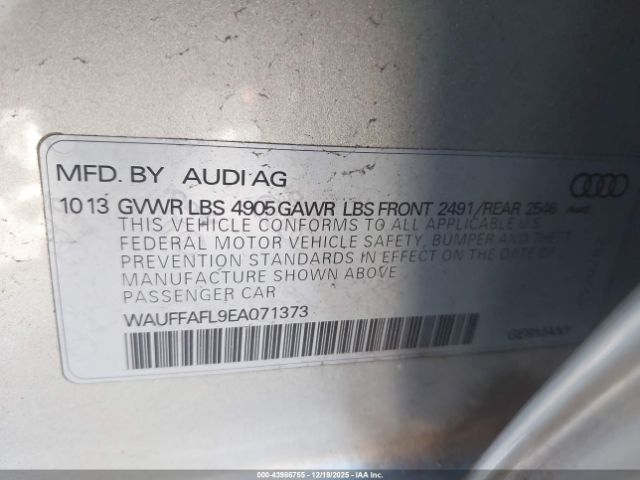 MFD. BY AUDI AG
10 13 GVWR LBS 4905 GAWR LBS FRONT 2491/REAR 2546 Audi
THIS VEHICLE CONFORMS TO ALL APPLICABLE U.S.
FEDERAL MOTOR VEHICLE SAFETY, BUMPER AND THEFT
PREVENTION STANDARDS IN EFFECT ON THE DATE OF
MANUFACTURE SHOWN ABOVE
PASSENGER CAR
WAUFFAFL9EA071373
GERMANY
000-43966755 - 12/19/2025 - IAA